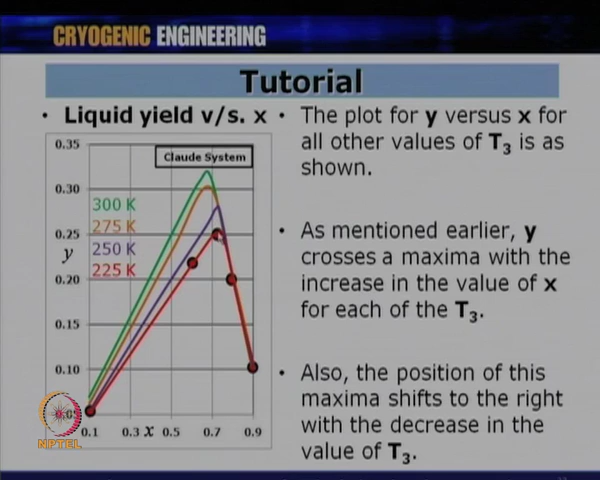 CRYOGENIC ENGINEERING
Tutorial
• Liquid yield v/s. x
0.35
Claude System
0.30
300 K
275 K
0.25
250 K
y
225 K
0.20
0.15
0.10
0.05
0.1 0.3 x 0.5 0.7 0.9
NPTEL
• The plot for y versus x for
all other values of T3 is as
shown.
• As mentioned earlier, y
crosses a maxima with the
increase in the value of x
for each of the T3.
• Also, the position of this
maxima shifts to the right
with the decrease in the
value of T3.